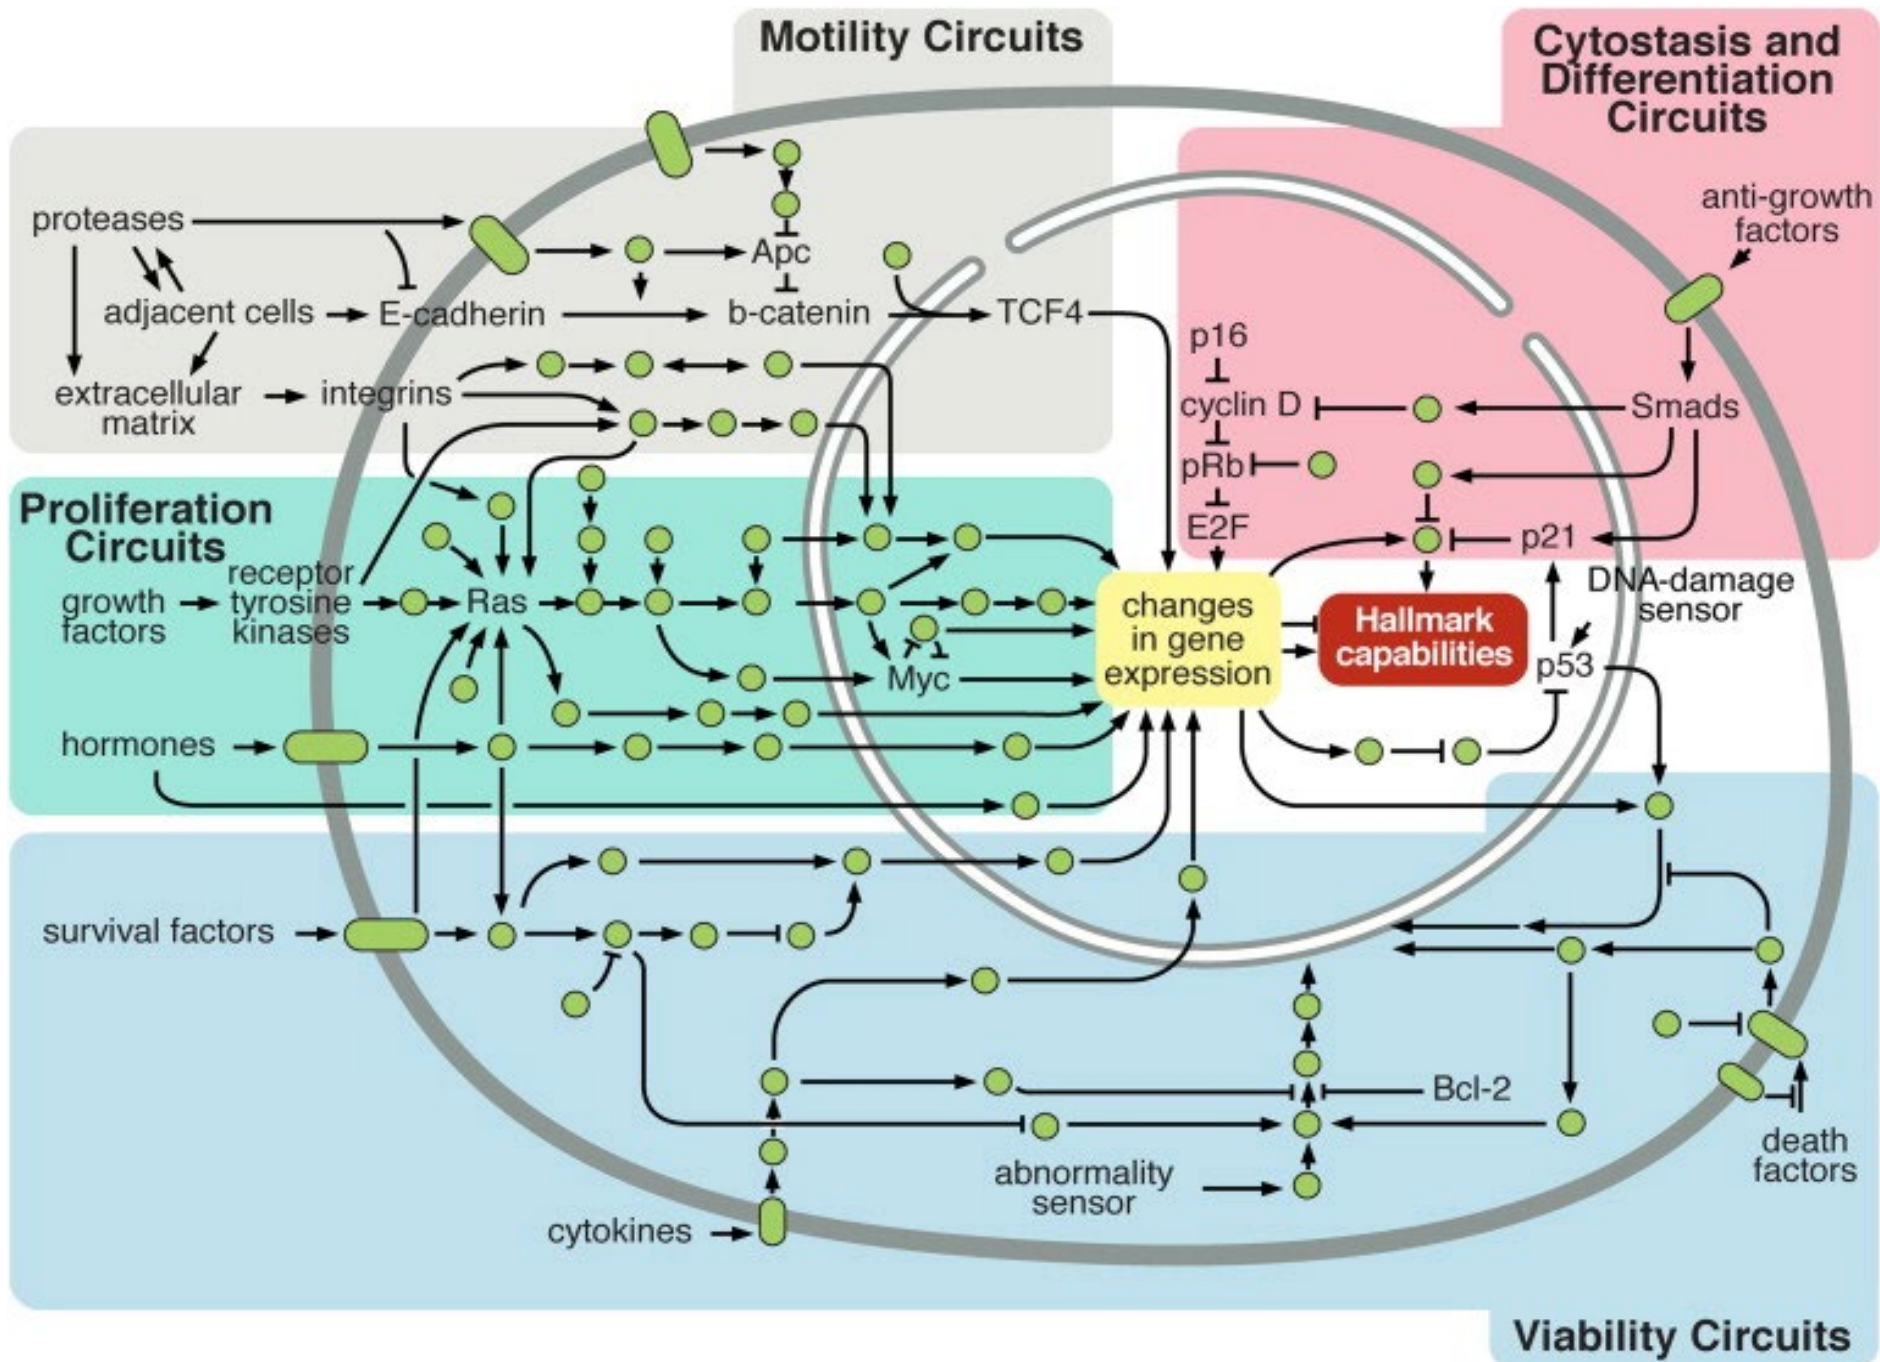 Motility Circuits
Cytostasis and
Differentiation
Circuits
proteases
anti-growth
factors
Apc
adjacent cells
E-cadherin
b-catenin
TCF4
p16
extracellular
matrix
integrins
cyclin D
Smads
pRb
Proliferation
Circuits
E2F
p21
growth
factors
receptor
tyrosine
kinases
Ras
changes
in gene
expression
Hallmark
capabilities
DNA-damage
sensor
p53
Myc
hormones
survival factors
Bcl-2
death
factors
abnormality
sensor
cytokines
Viability Circuits